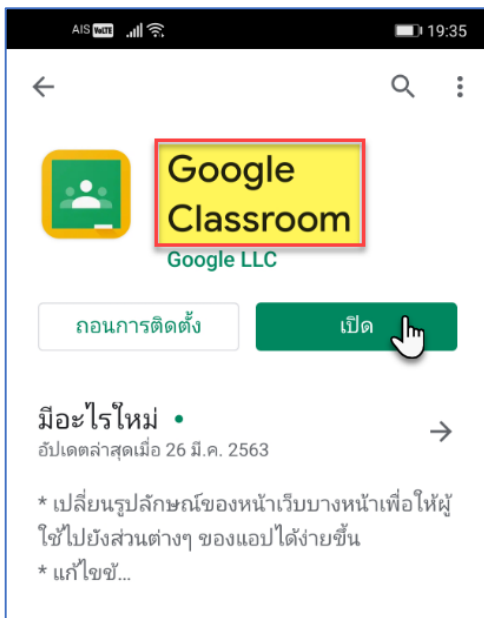 AIS VoLTE 19:35
Google
Classroom
Google LLC
ถอนการติดตั้ง เปิด
มีอะไรใหม่ •
อัปเดตล่าสุดเมื่อ 26 มี.ค. 2563
* เปลี่ยนรูปลักษณ์ของหน้าเว็บบางหน้าเพื่อให้ผู้
ใช้ไปยังส่วนต่างๆ ของแอปได้ง่ายขึ้น
* แก้ไขข้...